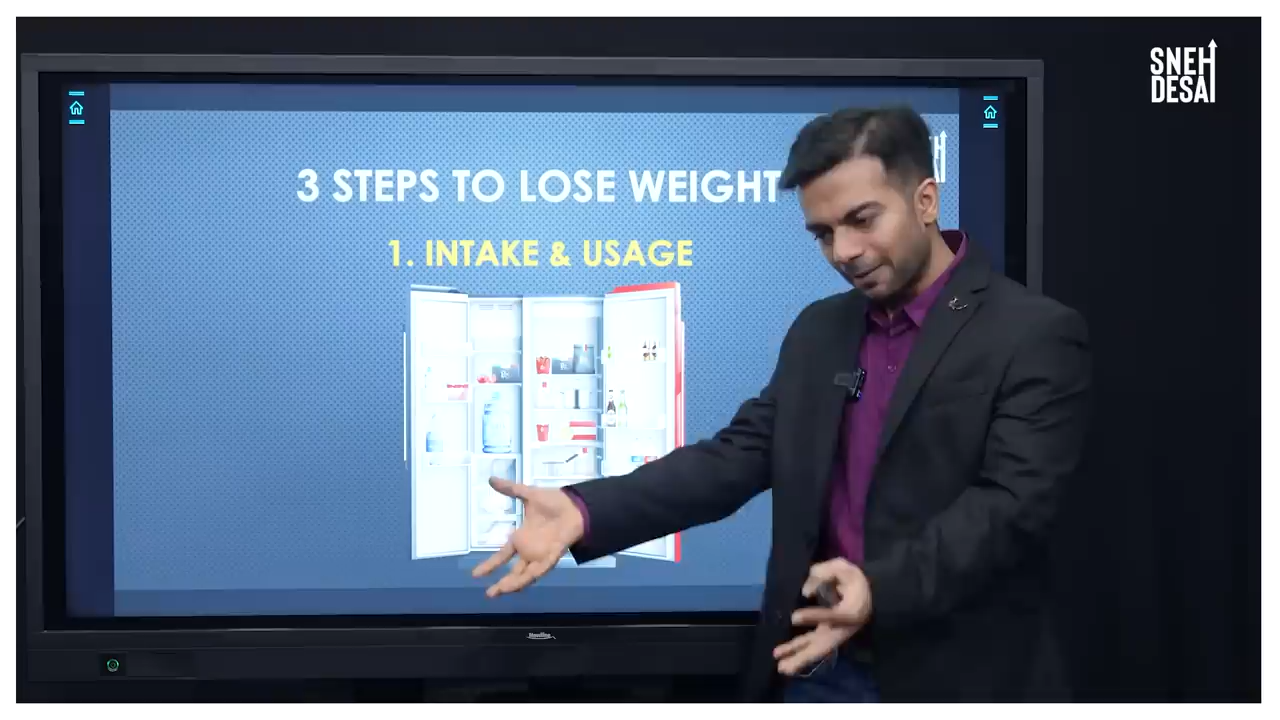 SNEH
DESAI
3 STEPS TO LOSE WEIGHT
1. INTAKE & USAGE